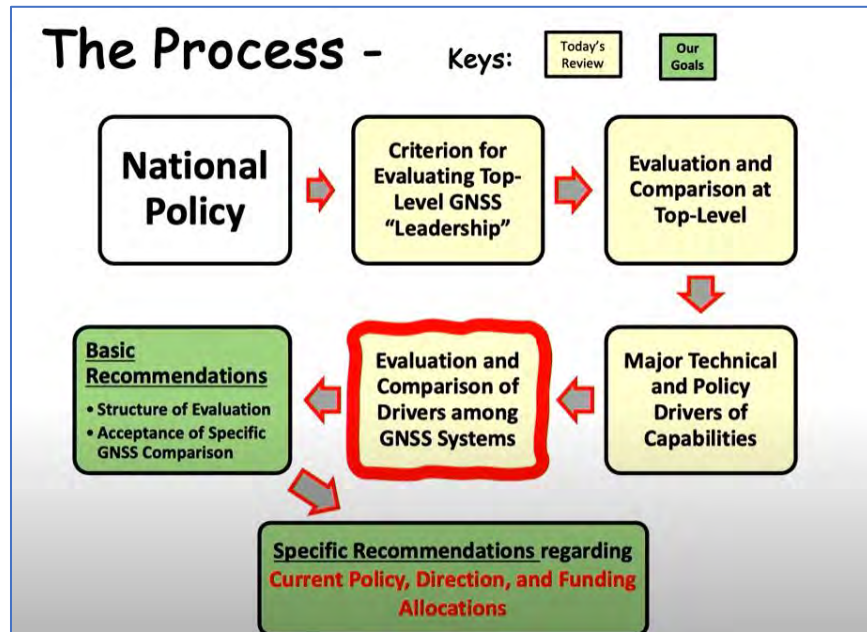 The Process -
Keys:
Today's
Review
Our
Goals
National
Policy
Criterion for
Evaluating Top-
Level GNSS
“Leadership”
Evaluation and
Comparison at
Top-Level
Major Technical
and Policy
Drivers of
Capabilities
Evaluation and
Comparison of
Drivers among
GNSS Systems
Basic
Recommendations
• Structure of Evaluation
• Acceptance of Specific
GNSS Comparison
Specific Recommendations regarding
Current Policy, Direction, and Funding
Allocations